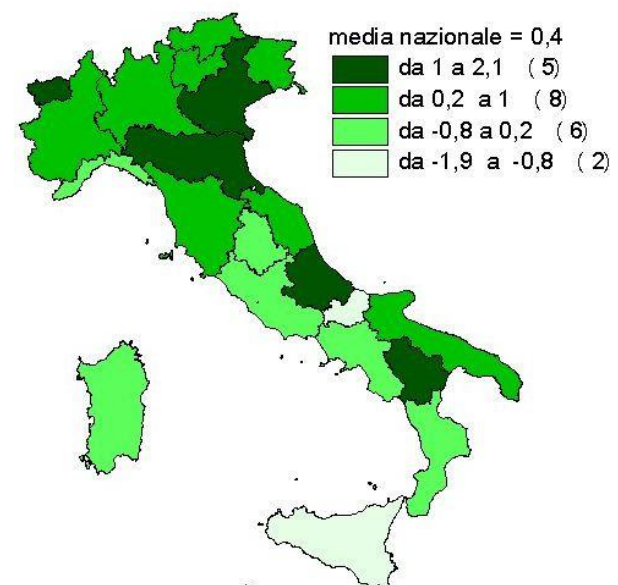 media nazionale = 0,4
da 1 a 2,1 ( 5)
da 0,2 a 1 ( 8)
da -0,8 a 0,2 ( 6)
da -1,9 a -0,8 ( 2)